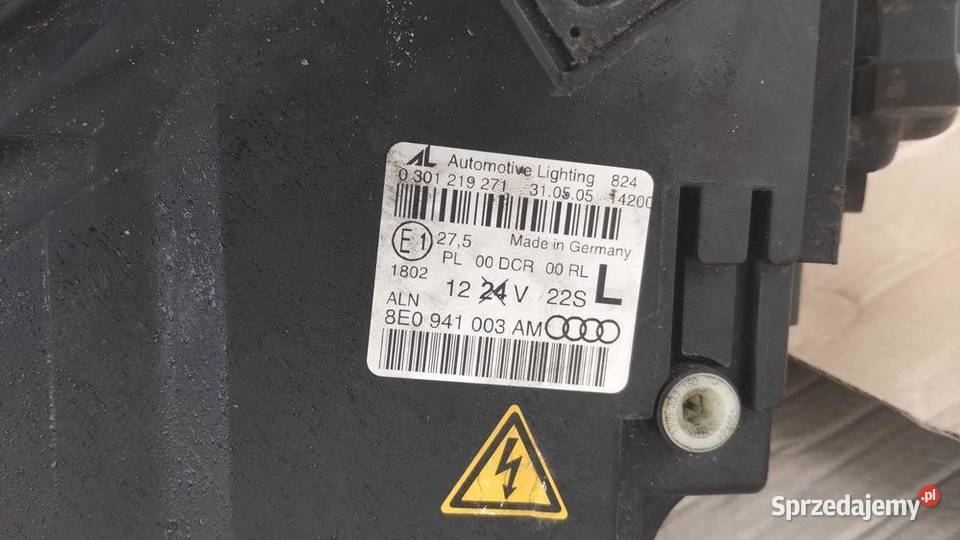 AL Automotive Lighting 824
0 301 219 271 31.05.05 14200
E1 27,5 Made in Germany
PL 00 DCR 00 RL L
1802
12 24 V 22S
ALN
8E0 941 003 AM
Sprzedajemy.pl